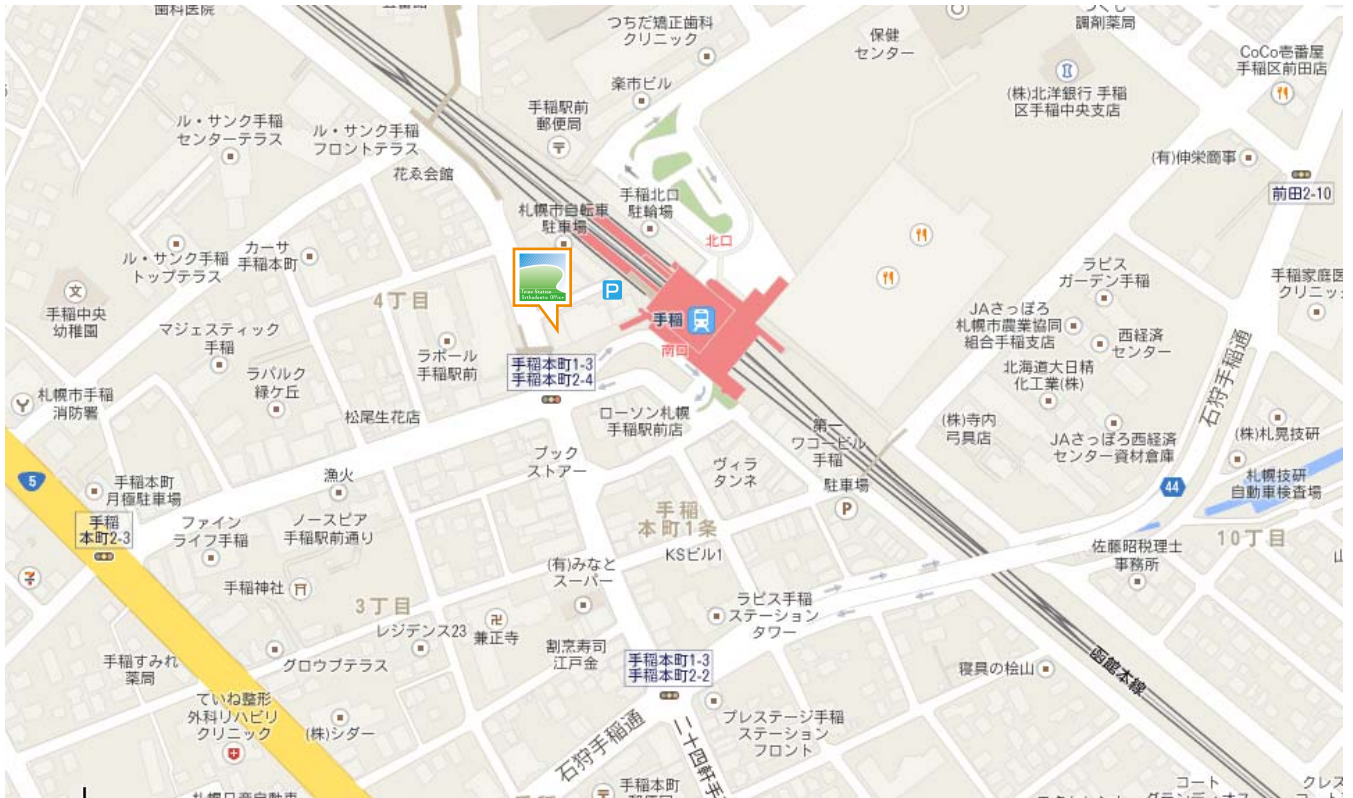 歯科医院
つちだ矯正歯科
クリニック
保健
センター
調剤薬局
CoCo壱番屋
手稲区前田店
楽市ビル
(株)北洋銀行 手稲
区手稲中央支店
手稲駅前
郵便局
ル・サンク手稲
センターテラス
ル・サンク手稲
フロントテラス
花ゑ会館
(有)伸栄商事
前田2-10
札幌市自転車
駐車場
手稲北口
駐輪場
北口
ル・サンク手稲
トップテラス
カーサ
手稲本町
Teine Station
Orthodontic Office
P
手稲
南口
4丁目
文
手稲中央
幼稚園
マジェスティック
手稲
ラポール
手稲駅前
手稲本町1-3
手稲本町2-4
ラパルク
緑ケ丘
松尾生花店
札幌市手稲
消防署
ラピス
ガーデン手稲
手稲家庭医
クリニッ
JAさっぽろ
札幌市農業協同
組合手稲支店
西経済
センター
北海道大日精
化工業(株)
石狩手稲通
(株)寺内
弓具店
JAさっぽろ西経済
センター資材倉庫
(株)札晃技研
札幌技研
自動車検査場
ローソン札幌
手稲駅前店
第一
ワコービル
手稲
駐車場
P
ブック
ストアー
ヴィラ
タンネ
漁火
5
手稲本町
月極駐車場
手稲
本町2-3
ファイン
ライフ手稲
ノースピア
手稲駅前通り
手稲
本町1条
KSビル1
44
10丁目
山
佐藤昭税理士
事務所
手稲神社
(有)みなと
スーパー
3丁目
レジデンス23
卍
兼正寺
ラピス手稲
ステーション
タワー
割烹寿司
江戸金
手稲本町1-3
手稲本町2-2
手稲すみれ
薬局
グロウブテラス
ていね整形
外科リハビリ
クリニック
(株)シダー
寝具の桧山
函館本線
プレステージ手稲
ステーション
フロント
石狩手稲通
二十四軒手
手稲本町
コート
クレス